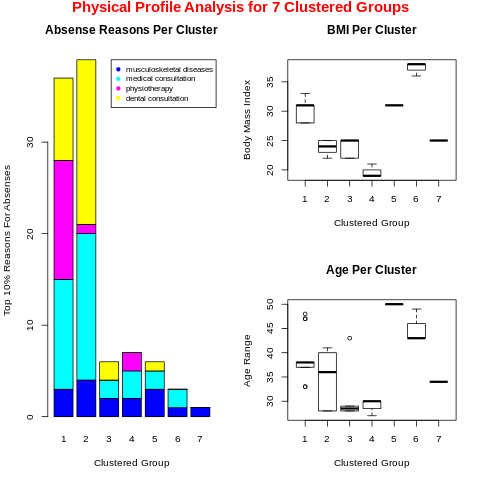 Physical Profile Analysis for 7 Clustered Groups
Absense Reasons Per Cluster
Top 10% Reasons For Absenses
0
10
20
30
musculoskeletal diseases
medical consultation
physiotherapy
dental consultation
1 2 3 4 5 6 7
Clustered Group
BMI Per Cluster
Body Mass Index
20
25
30
35
1 2 3 4 5 6 7
Clustered Group
Age Per Cluster
Age Range
30
35
40
45
50
1 2 3 4 5 6 7
Clustered Group